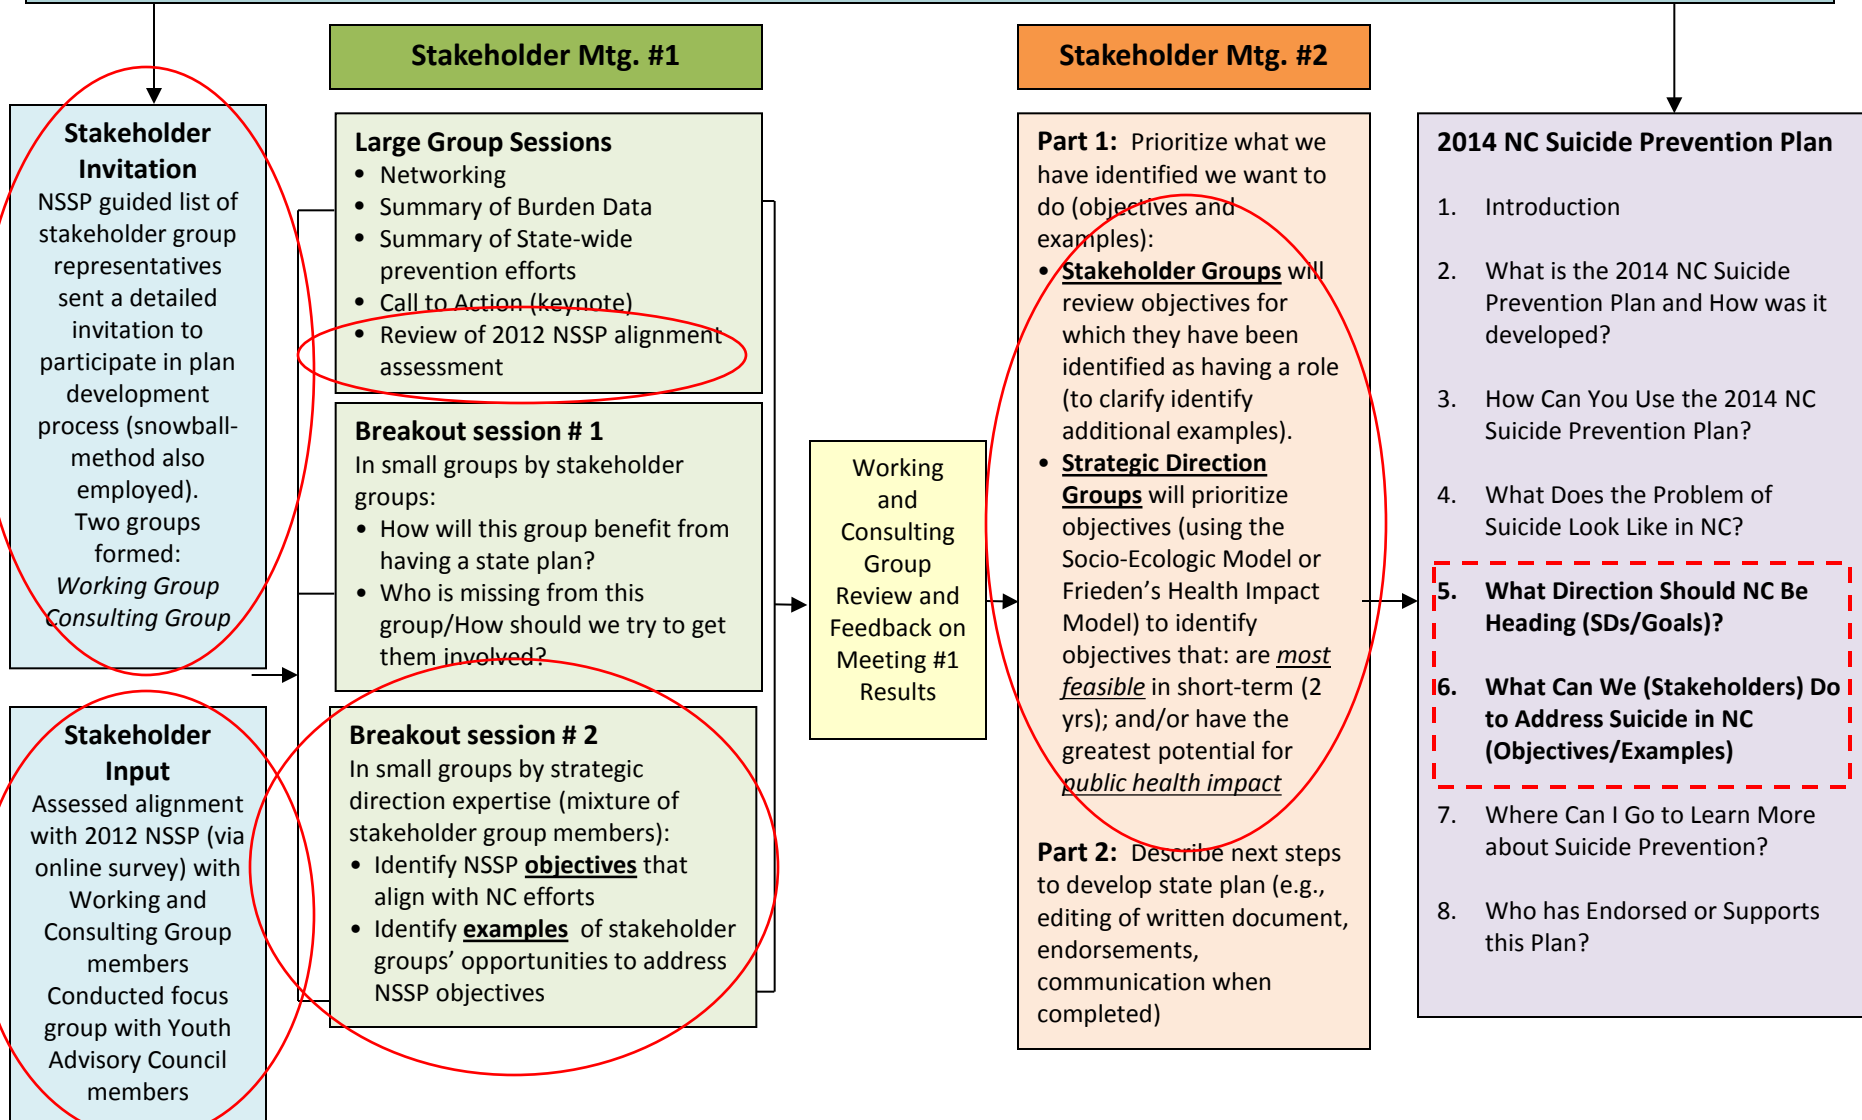 Stakeholder Mtg. #1
Stakeholder Mtg. #2
Stakeholder
Invitation
NSSP guided list of
stakeholder group
representatives
sent a detailed
invitation to
participate in plan
development
process (snowball-
method also
employed).
Two groups
formed:
Working Group
Consulting Group
Stakeholder
Input
Assessed alignment
with 2012 NSSP (via
online survey) with
Working and
Consulting Group
members
Conducted focus
group with Youth
Advisory Council
members
Large Group Sessions
• Networking
• Summary of Burden Data
• Summary of State-wide
prevention efforts
• Call to Action (keynote)
• Review of 2012 NSSP alignment
assessment
Breakout session # 1
In small groups by stakeholder
groups:
• How will this group benefit from
having a state plan?
• Who is missing from this
group/How should we try to get
them involved?
Breakout session # 2
In small groups by strategic
direction expertise (mixture of
stakeholder group members):
• Identify NSSP objectives that
align with NC efforts
• Identify examples of stakeholder
groups’ opportunities to address
NSSP objectives
Working
and
Consulting
Group
Review and
Feedback on
Meeting #1
Results
Part 1: Prioritize what we
have identified we want to
do (objectives and
examples):
• Stakeholder Groups will
review objectives for
which they have been
identified as having a role
(to clarify identify
additional examples).
• Strategic Direction
Groups will prioritize
objectives (using the
Socio-Ecologic Model or
Frieden’s Health Impact
Model) to identify
objectives that: are most
feasible in short-term (2
yrs); and/or have the
greatest potential for
public health impact
Part 2: Describe next steps
to develop state plan (e.g.,
editing of written document,
endorsements,
communication when
completed)
2014 NC Suicide Prevention Plan
1. Introduction
2. What is the 2014 NC Suicide
Prevention Plan and How was it
developed?
3. How Can You Use the 2014 NC
Suicide Prevention Plan?
4. What Does the Problem of
Suicide Look Like in NC?
5. What Direction Should NC Be
Heading (SDs/Goals)?
6. What Can We (Stakeholders) Do
to Address Suicide in NC
(Objectives/Examples)
7. Where Can I Go to Learn More
about Suicide Prevention?
8. Who has Endorsed or Supports
this Plan?